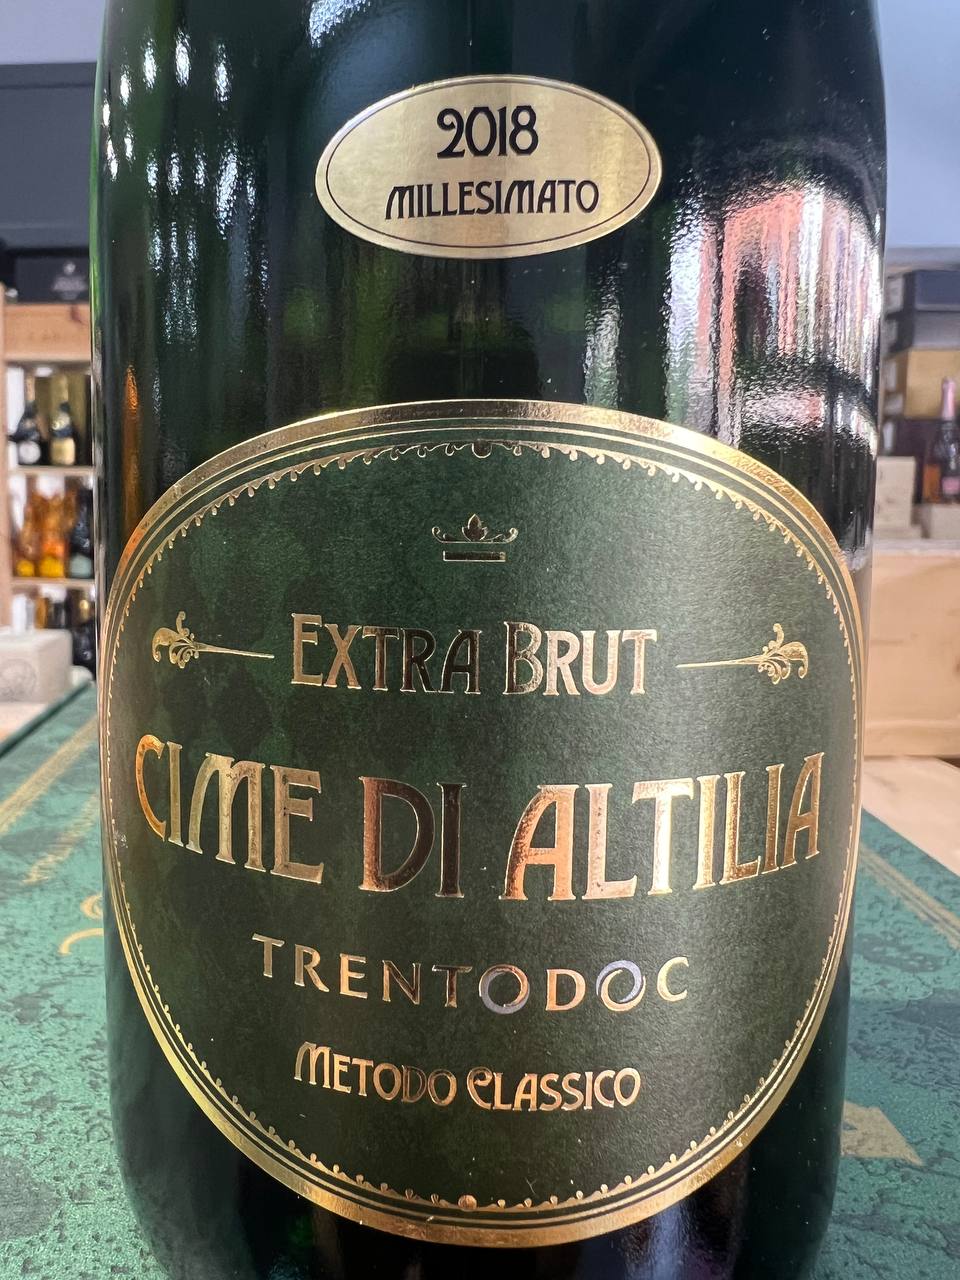 2018
MILLESIMATO
EXTRA BRUT
CIME DI ALTILIA
TRENTODOC
METODO CLASSICO